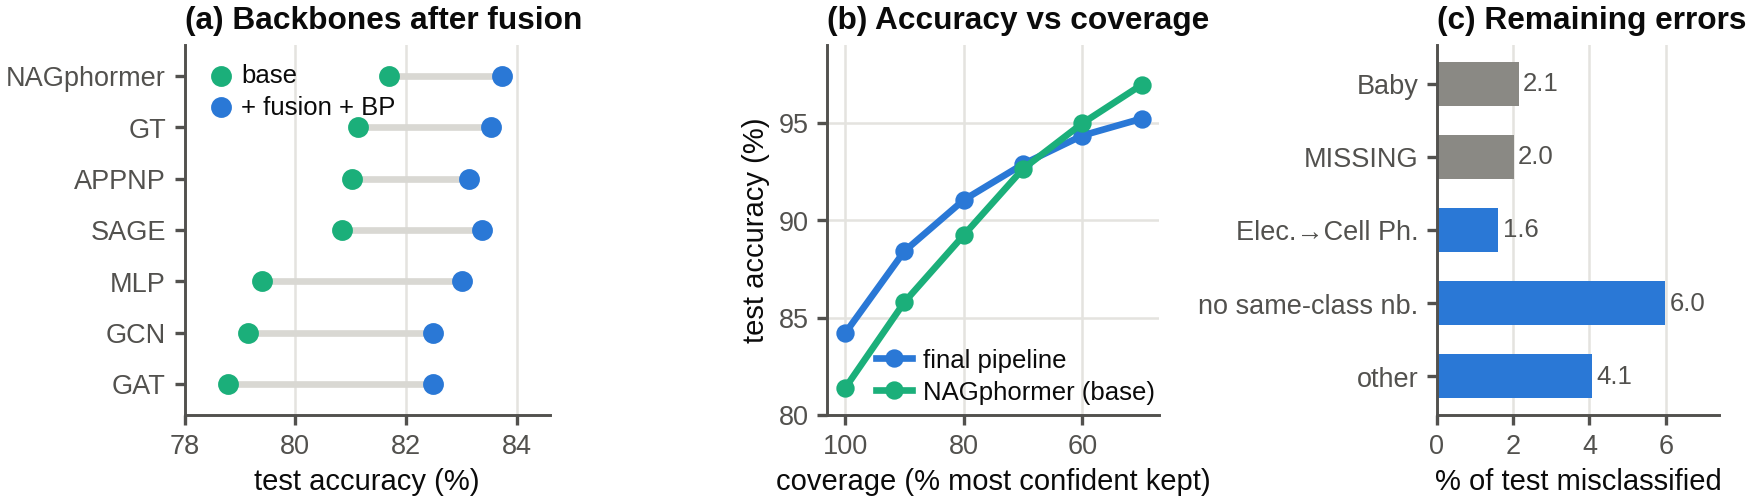 (a) Backbones after fusion
NAGphormer
GT
APPNP
SAGE
MLP
GCN
GAT
base
+ fusion + BP
78
80
82
84
test accuracy (%)
(b) Accuracy vs coverage
test accuracy (%)
95
90
85
80
final pipeline
NAGphormer (base)
100
80
60
coverage (% most confident kept)
(c) Remaining errors
Baby
2.1
MISSING
2.0
Elec.→Cell Ph.
1.6
no same-class nb.
6.0
other
4.1
0
2
4
6
% of test misclassified